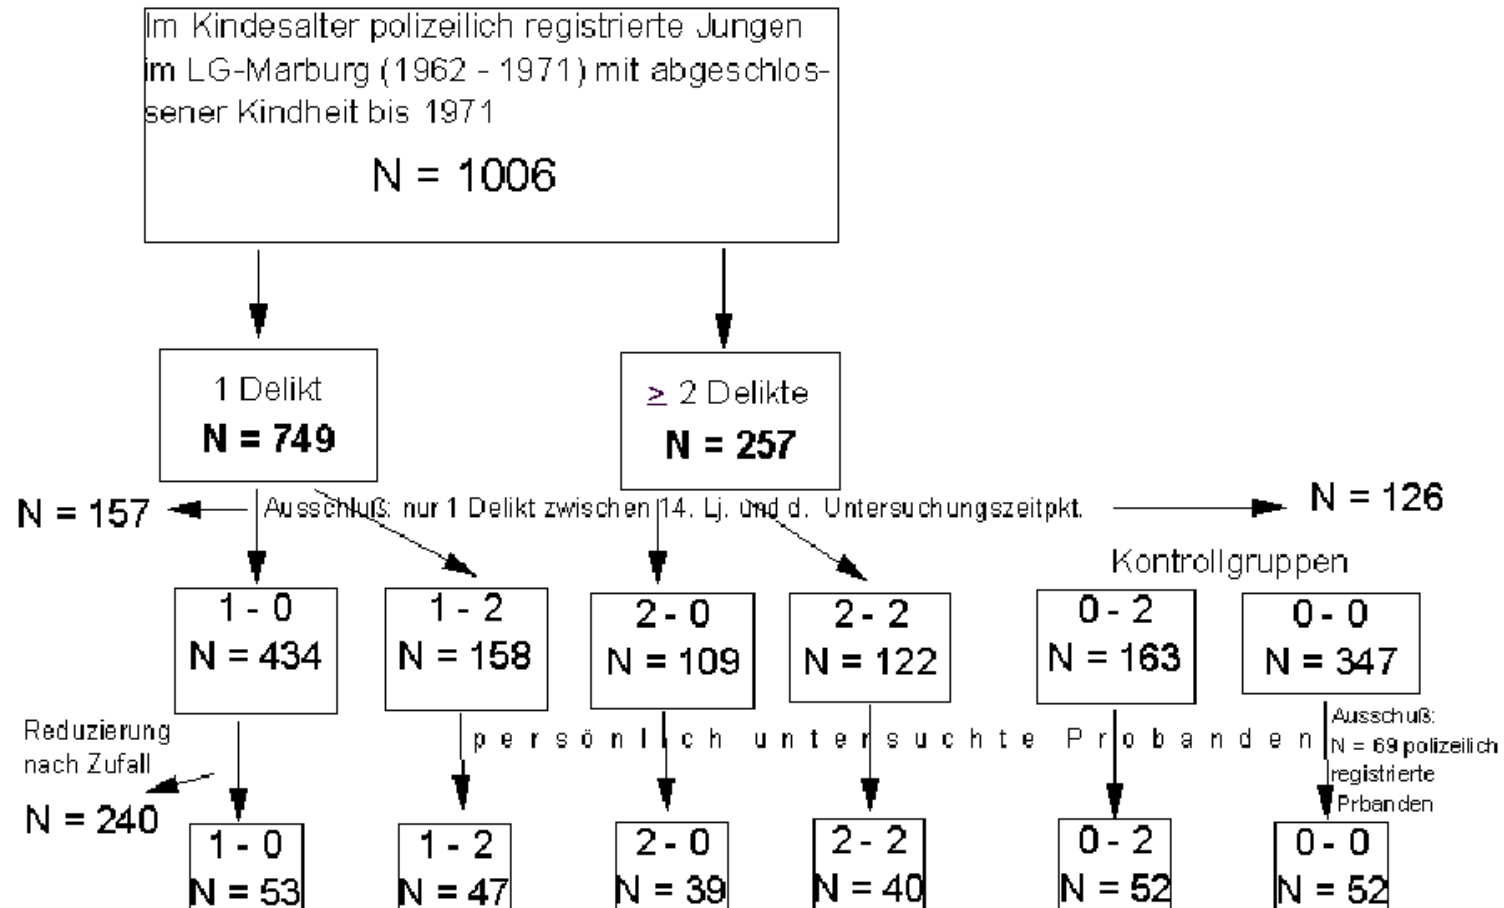 Im Kindesalter polizeilich registrierte Jungen
im LG-Marburg (1962 - 1971) mit abgeschlos-
sener Kindheit bis 1971
N = 1006
1 Delikt
N = 749
≥ 2 Delikte
N = 257
N = 157
Ausschluß: nur 1 Delikt zwischen 14. Lj. und d. Untersuchungszeitpkt.
N = 126
Kontrollgruppen
1 - 0
N = 434
1 - 2
N = 158
2 - 0
N = 109
2 - 2
N = 122
0 - 2
N = 163
0 - 0
N = 347
Reduzierung
nach Zufall
N = 240
persönlich untersuchte Probanden
Ausschuß:
N = 69 polizeilich
registrierte
Prbanden
1 - 0
N = 53
1 - 2
N = 47
2 - 0
N = 39
2 - 2
N = 40
0 - 2
N = 52
0 - 0
N = 52